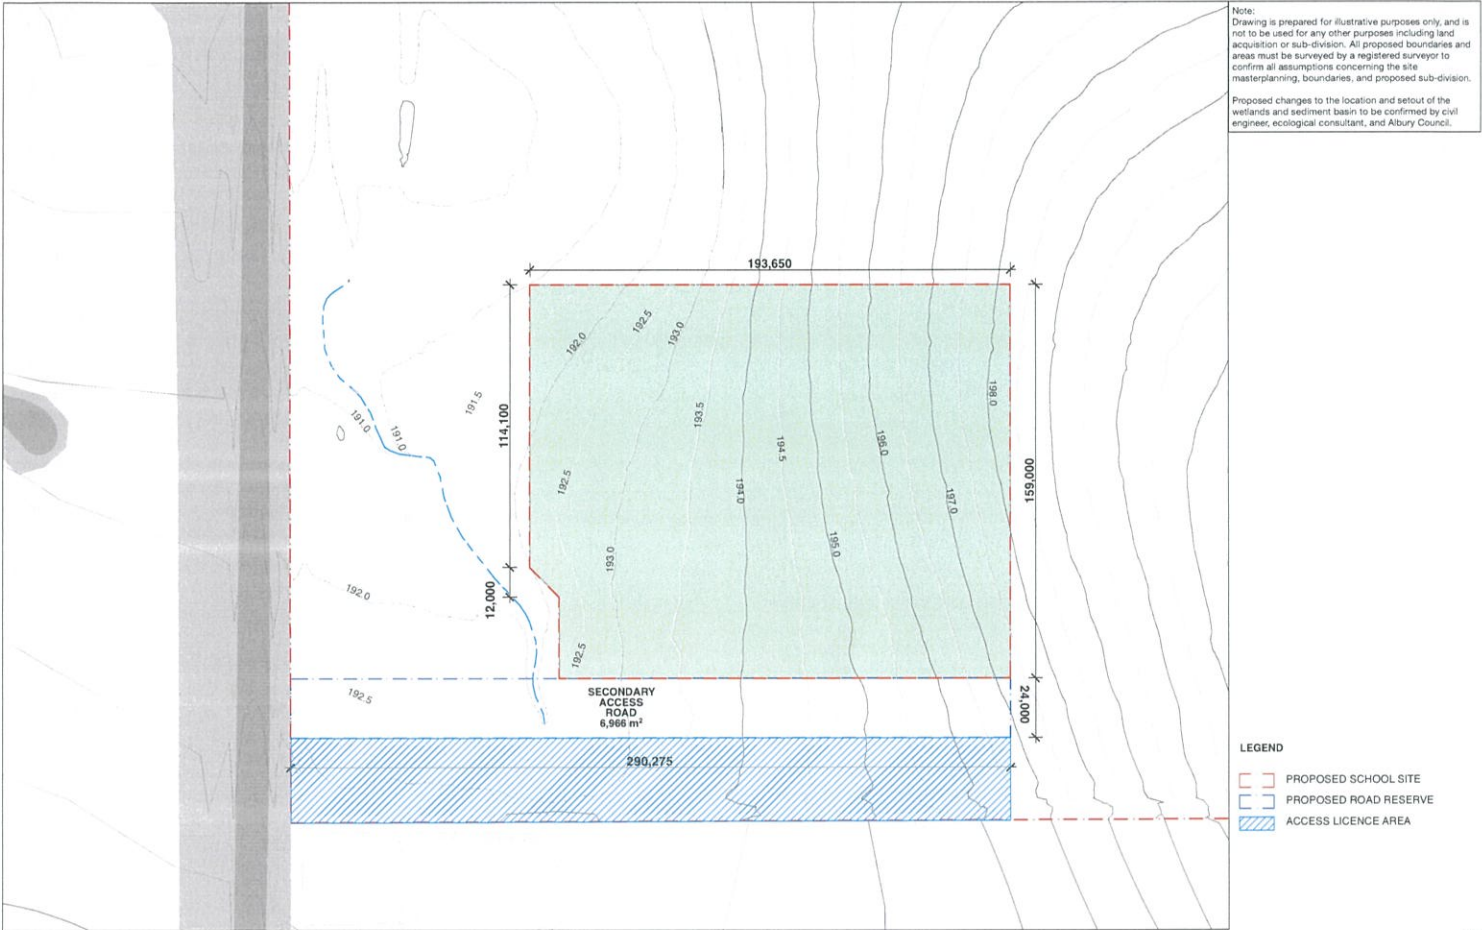 Note:
Drawing is prepared for illustrative purposes only, and is
not to be used for any other purposes including land
acquisition or sub-division. All proposed boundaries and
areas must be surveyed by a registered surveyor to
confirm all assumptions concerning the site
masterplanning, boundaries, and proposed sub-division.
Proposed changes to the location and setout of the
wetlands and sediment basin to be confirmed by civil
engineer, ecological consultant, and Albury Council.
193,650
192.5
193.0
192.0
198.0
191.5
193.5
114,100
191.0
191.0
194.5
196.0
159,000
192.5
194.0
197.0
195.0
193.0
192.0
12,000
192.5
192.5
SECONDARY
ACCESS
ROAD
6,966 m²
24,000
290,275
LEGEND
PROPOSED SCHOOL SITE
PROPOSED ROAD RESERVE
ACCESS LICENCE AREA